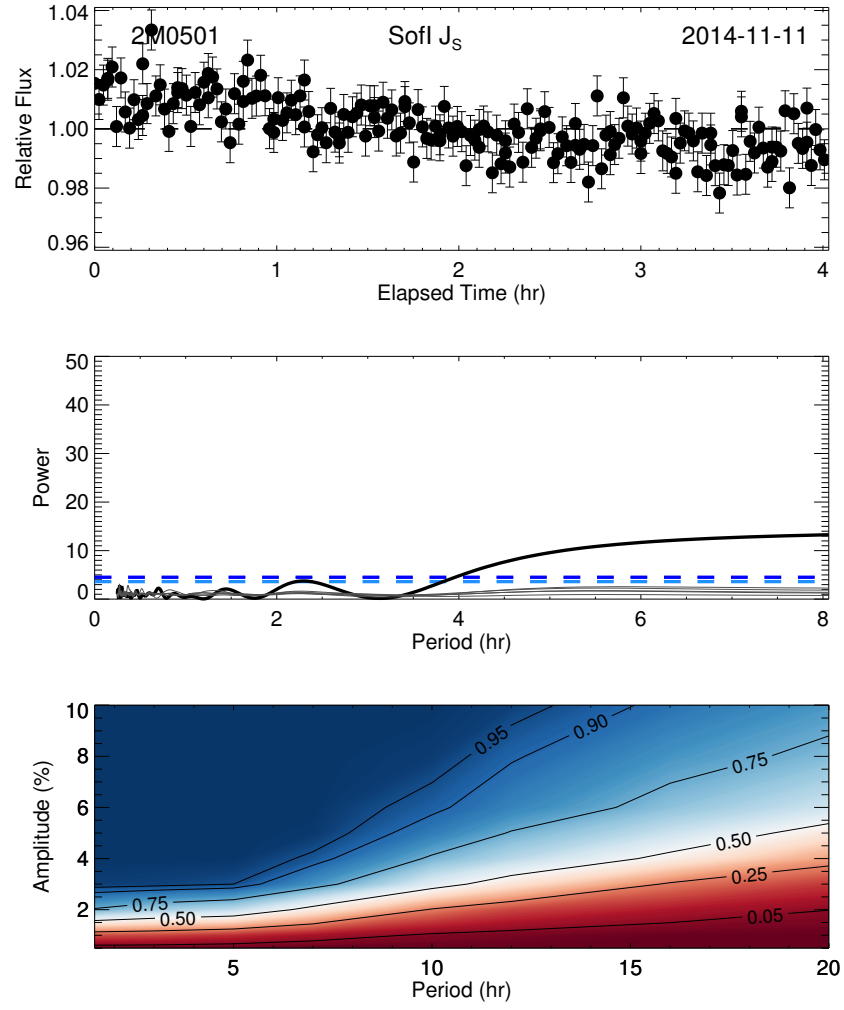 2M0501 SofI J_S 2014-11-11
1.04
1.02
1.00
0.98
0.96
Relative Flux
0 1 2 3 4
Elapsed Time (hr)
50
40
30
20
10
0
Power
0 2 4 6 8
Period (hr)
10
8
6
4
2
Amplitude (%)
0.95
0.90
0.75
0.50
0.25
0.05
0.75
0.50
5 10 15 20
Period (hr)